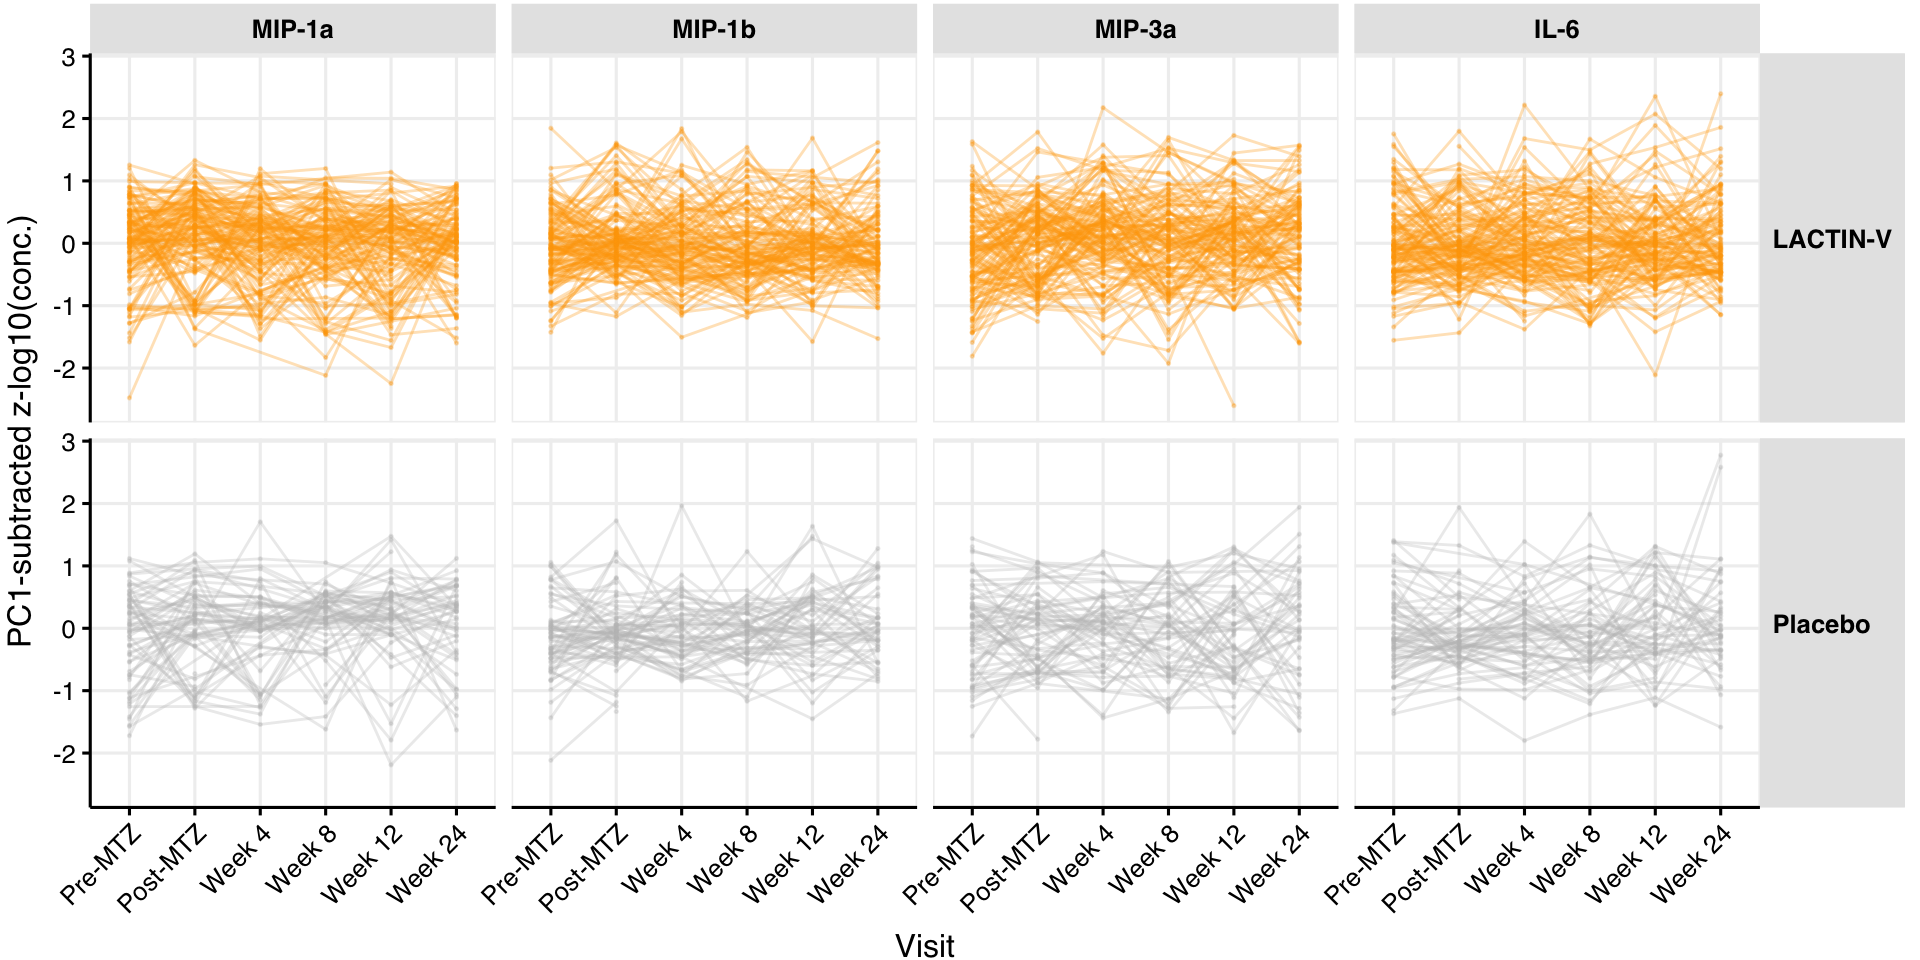 MIP-1a MIP-1b MIP-3a IL-6
PC1-subtracted z-log10(conc.)
3
2
1
0
-1
-2
LACTIN-V
3
2
1
0
-1
-2
Placebo
Pre-MTZ Post-MTZ Week 4 Week 8 Week 12 Week 24 Pre-MTZ Post-MTZ Week 4 Week 8 Week 12 Week 24 Pre-MTZ Post-MTZ Week 4 Week 8 Week 12 Week 24 Pre-MTZ Post-MTZ Week 4 Week 8 Week 12 Week 24
Visit